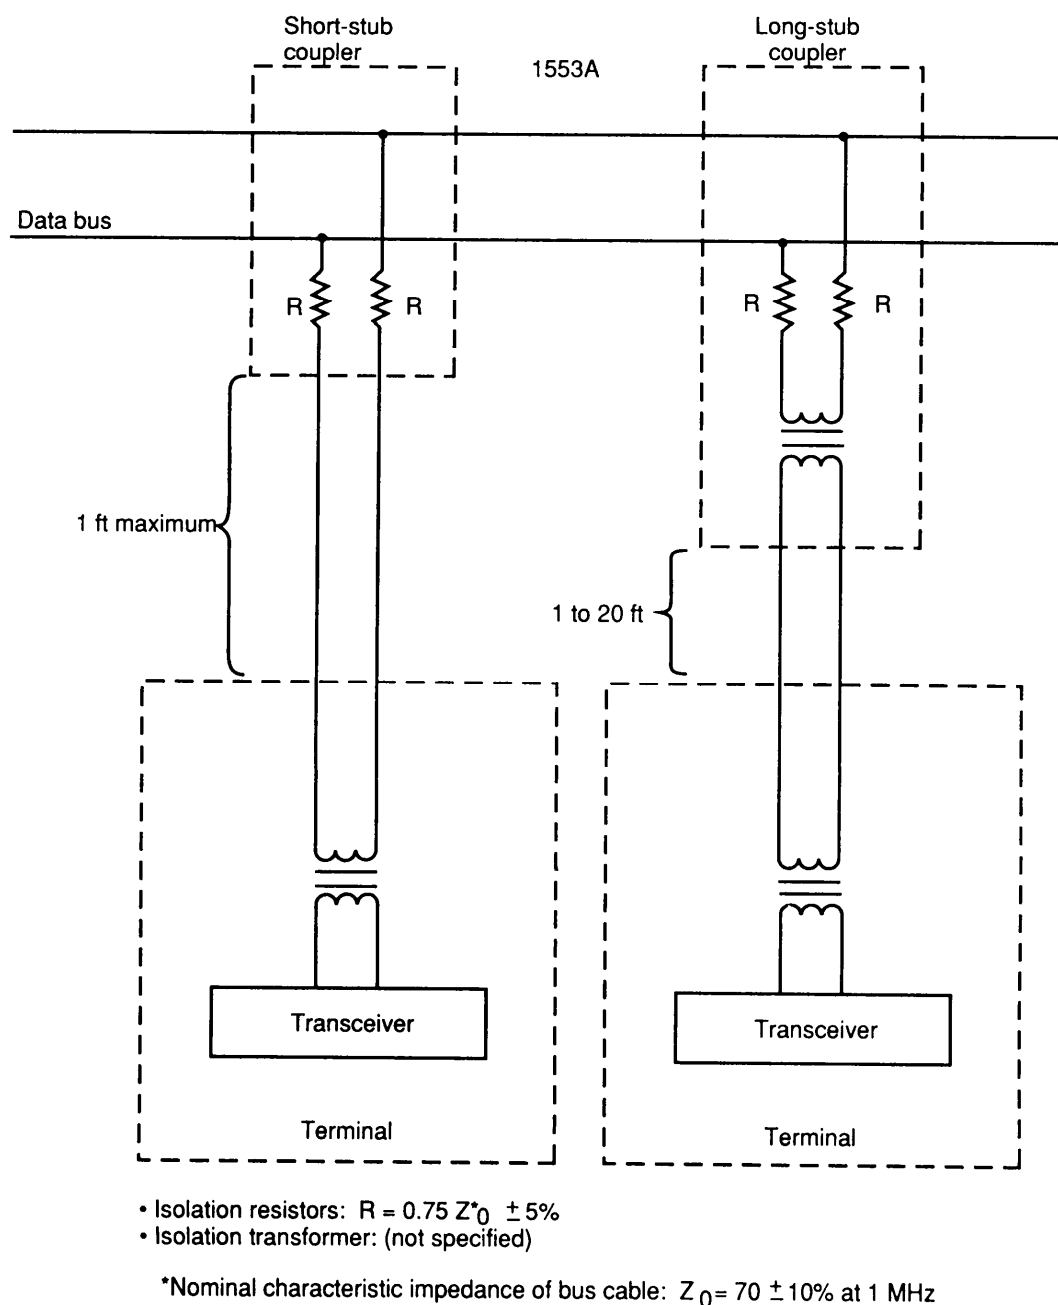 Short-stub
coupler
1553A
Long-stub
coupler
Data bus
R
R
R
R
1 ft maximum
1 to 20 ft
Transceiver
Transceiver
Terminal
Terminal
• Isolation resistors: R = 0.75 Z*0 ± 5%
• Isolation transformer: (not specified)
*Nominal characteristic impedance of bus cable: Z0 = 70 ± 10% at 1 MHz